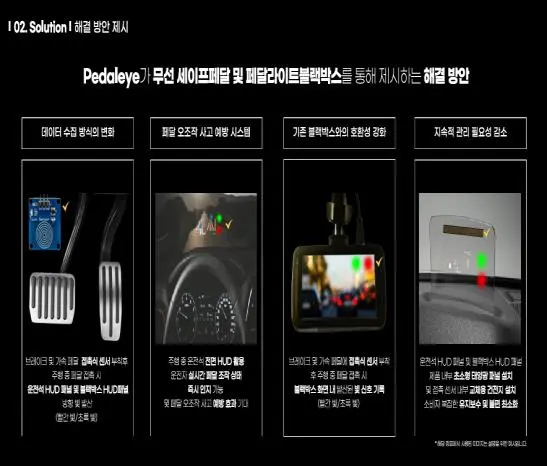 | 02. Solution | 해결 방안 제시
Pedaleye가 무선 세이프페달 및 페달라이트블랙박스를 통해 제시하는 해결 방안
데이터 수집 방식의 변화
페달 오조작 사고 예방 시스템
기존 블랙박스와의 호환성 강화
지속적 관리 필요성 감소
브레이크 및 가속 페달 접촉식 센서 부착후
주행 중 페달 접촉 시
운전석 HUD 패널 및 블랙박스 HUD패널
방향 빛 발산
(빨간 빛/초록 빛)
주행 중 운전석 전면 HUD 활용
운전자 실시간 페달 조작 상태
즉시 인지 가능
및 페달 오조작 사고 예방 효과 기대
브레이크 및 가속 페달에 접촉식 센서 부착
후 주행 중 페달 접촉 시
블랙박스 화면 내 발산된 빛 신호 기록
(빨간 빛/초록 빛)
운전석 HUD 패널 및 블랙박스 HUD 패널
제품 내부 초소형 태양광 패널 설치
및 접촉 센서 내부 교체용 건전지 설치
소비자 복잡한 유지보수 및 불편 최소화